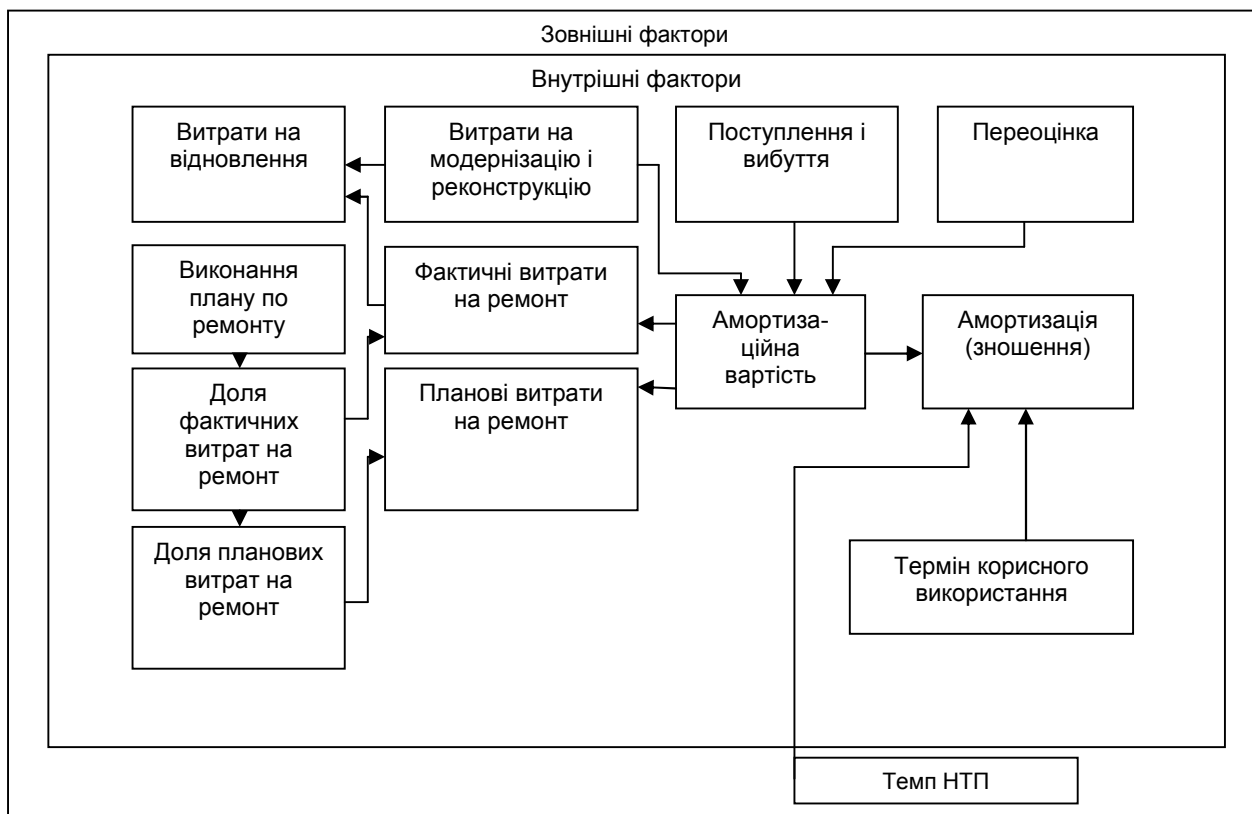 Зовнішні фактори
Внутрішні фактори
Витрати на
відновлення
Витрати на
модернізацію і
реконструкцію
Поступлення і
вибуття
Переоцінка
Виконання
плану по
ремонту
Фактичні витрати
на ремонт
Амортиза-
ційна
вартість
Амортизація
(зношення)
Доля
фактичних
витрат на
ремонт
Планові витрати
на ремонт
Доля планових
витрат на
ремонт
Термін корисного
використання
Темп НТП